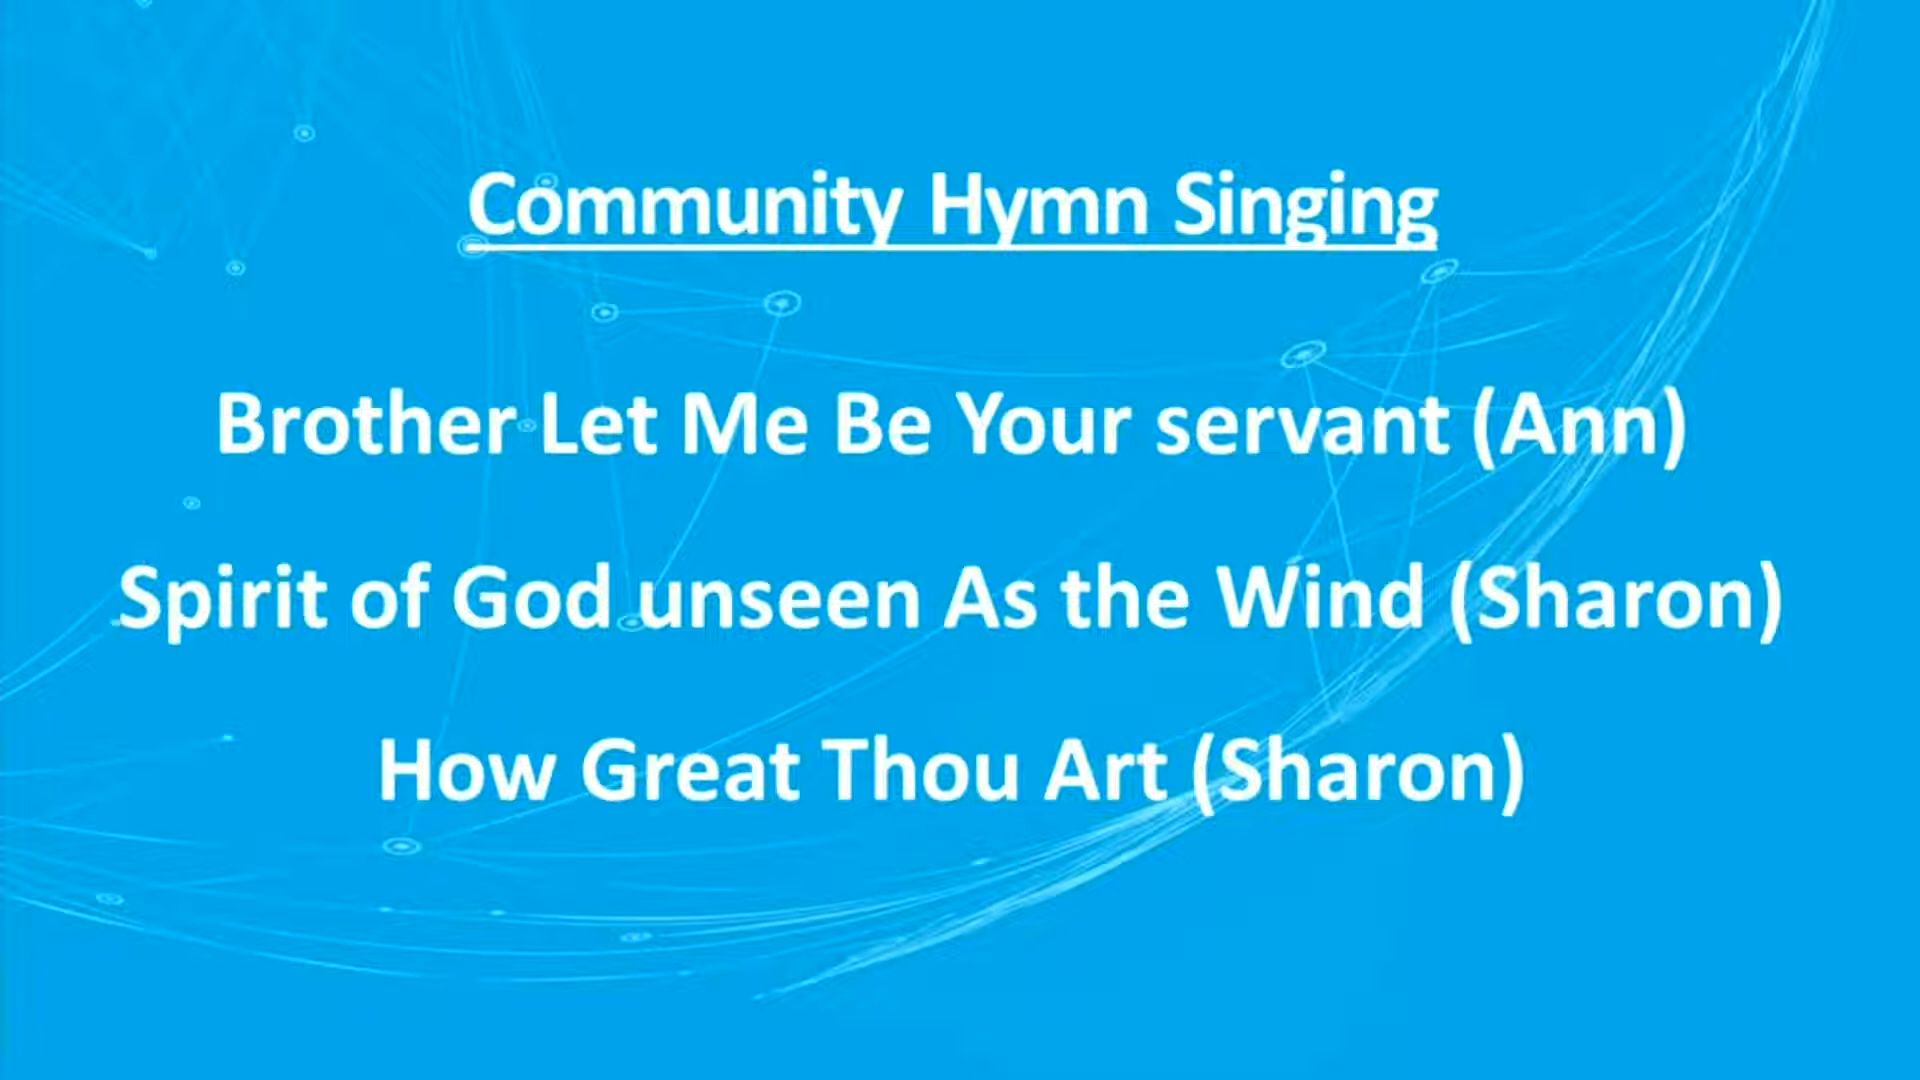 Community Hymn Singing
Brother Let Me Be Your servant (Ann)
Spirit of God unseen As the Wind (Sharon)
How Great Thou Art (Sharon)